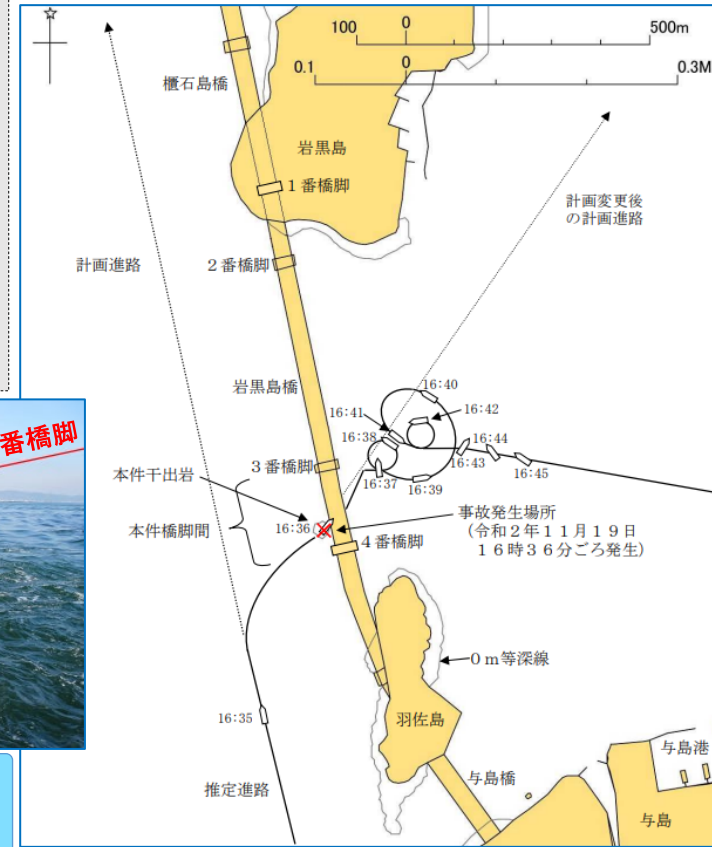 100
0
500m
0.1
0
0.3M
櫃石島橋
岩黒島
1番橋脚
計画変更後
の計画進路
計画進路
2番橋脚
岩黒島橋
16:40
16:41
16:42
16:38
番橋脚
16:44
16:43
16:45
3番橋脚
本件干出岩
16:37
16:39
事故発生場所
(令和2年11月19日
16時36分ごろ発生)
16:36
本件橋脚間
4番橋脚
0m等深線
16:35
羽佐島
与島港
与島橋
推定進路
与島